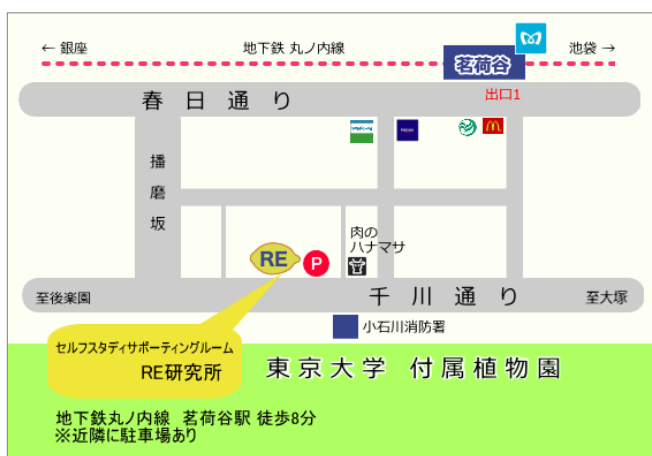 ← 銀座
地下鉄 丸ノ内線
池袋 →
茗荷谷
出口1
春日通り
播磨坂
肉の
ハナマサ
RE
P
千川通り
至後楽園
至大塚
小石川消防署
セルフスタディサポーティングルーム
RE研究所
東京大学 付属植物園
地下鉄丸ノ内線 茗荷谷駅 徒歩8分
※近隣に駐車場あり